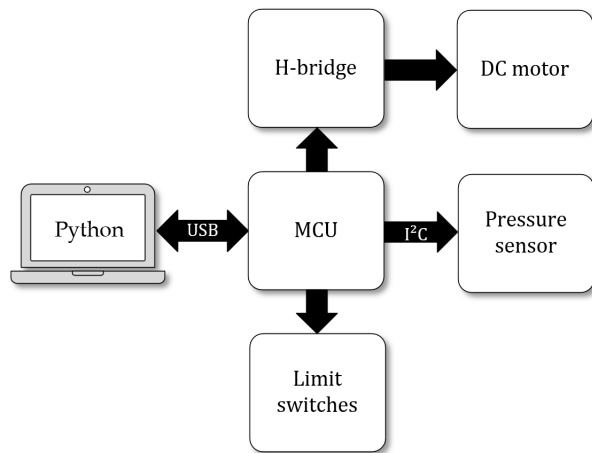 H-bridge
DC motor
Python
USB
MCU
I²C
Pressure
sensor
Limit
switches